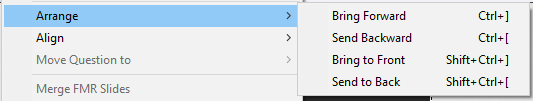 Arrange
Align
Move Question to
Merge FMR Slides
Bring Forward Ctrl+]
Send Backward Ctrl+[
Bring to Front Shift+Ctrl+]
Send to Back Shift+Ctrl+[